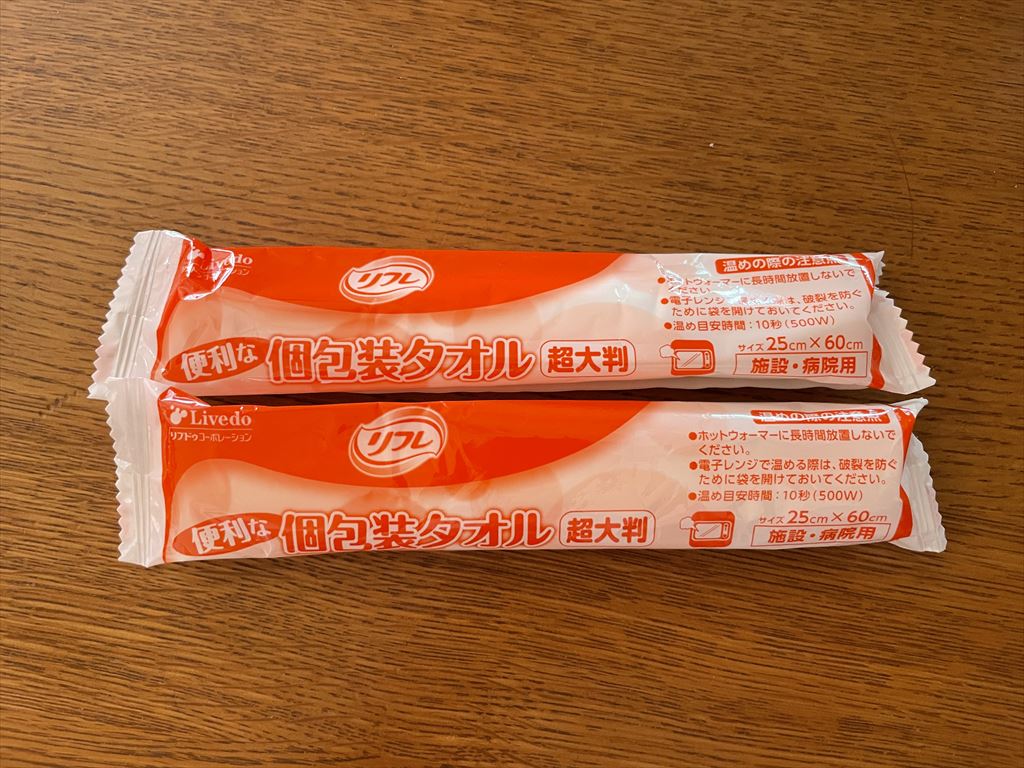 Livedo
リフレ
温めの際の注意点
●ホットウォーマーに長時間放置しないで
ください。
●電子レンジ は、破裂を防ぐ
ために袋を開けておいてください。
●温め目安時間：10秒(500W)
便利な 個包装タオル 超大判
サイズ 25cm×60cm
施設・病院用
Livedo
リブドゥコーポレーション
リフレ
温めの際の注意点
●ホットウォーマーに長時間放置しないで
ください。
●電子レンジで温める際は、破裂を防ぐ
ために袋を開けておいてください。
●温め目安時間：10秒(500W)
便利な 個包装タオル 超大判
サイズ 25cm×60cm
施設・病院用